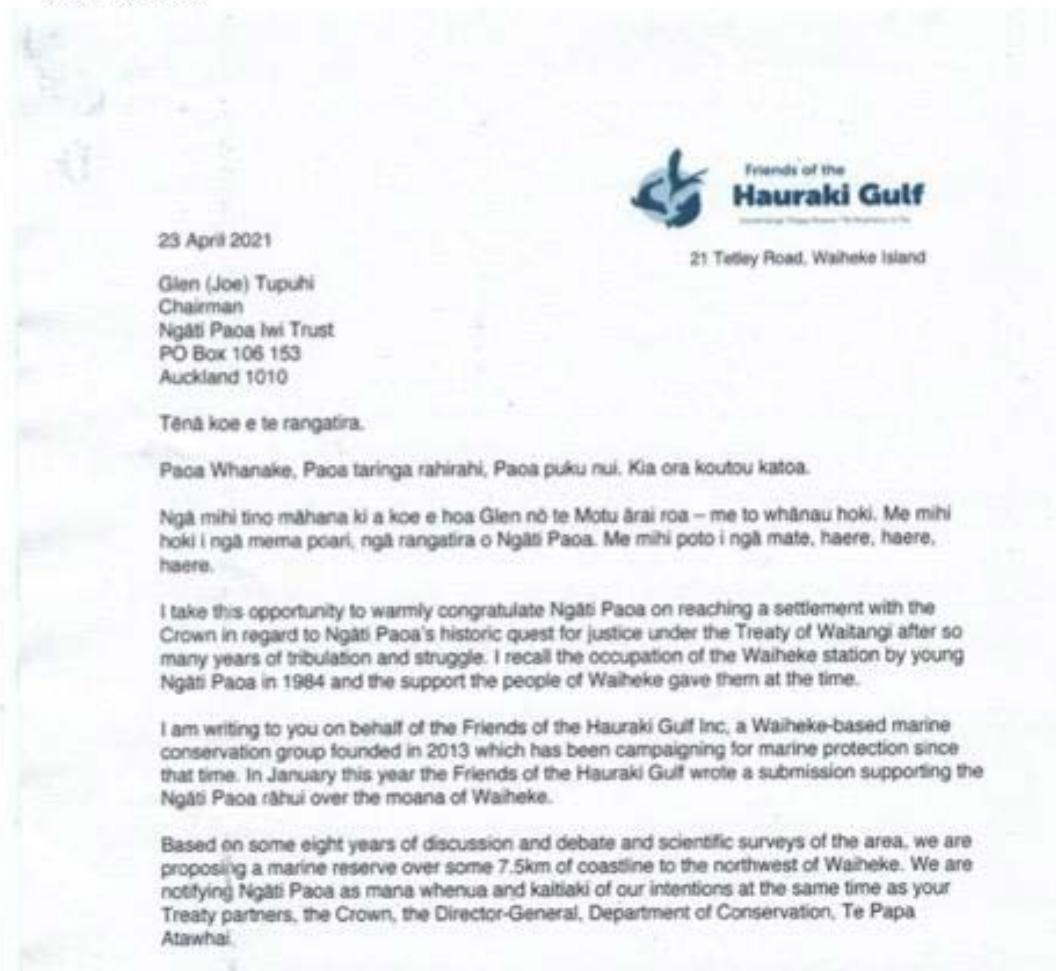 Friends of the
Hauraki Gulf
23 April 2021
21 Tetley Road, Waiheke Island
Glen (Joe) Tupuhi
Chairman
Ngāti Paoa Iwi Trust
PO Box 106 153
Auckland 1010
Tēnā koe e te rangatira.
Paoa Whanake, Paoa taringa rahirahi, Paoa puku nui. Kia ora koutou katoa.
Ngā mihi tino māhana ki a koe e hoa Glen nō te Motu ārai roa – me to whānau hoki. Me mihi
hoki i ngā mema poari, ngā rangatira o Ngāti Paoa. Me mihi poto i ngā mate, haere, haere,
haere.
I take this opportunity to warmly congratulate Ngāti Paoa on reaching a settlement with the
Crown in regard to Ngāti Paoa's historic quest for justice under the Treaty of Waitangi after so
many years of tribulation and struggle. I recall the occupation of the Waiheke station by young
Ngāti Paoa in 1984 and the support the people of Waiheke gave them at the time.
I am writing to you on behalf of the Friends of the Hauraki Gulf Inc, a Waiheke-based marine
conservation group founded in 2013 which has been campaigning for marine protection since
that time. In January this year the Friends of the Hauraki Gulf wrote a submission supporting the
Ngāti Paoa rāhui over the moana of Waiheke.
Based on some eight years of discussion and debate and scientific surveys of the area, we are
proposing a marine reserve over some 7.5km of coastline to the northwest of Waiheke. We are
notifying Ngāti Paoa as mana whenua and kaitiaki of our intentions at the same time as your
Treaty partners, the Crown, the Director-General, Department of Conservation, Te Papa
Atawhai.